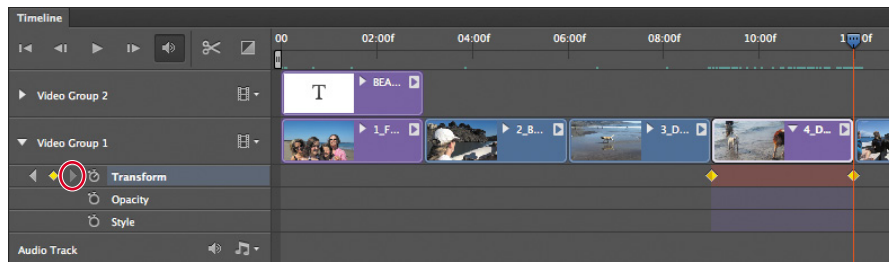 Timeline
00 02:00f 04:00f 06:00f 08:00f 10:00f 0f
Video Group 2
T BEA...
Video Group 1
1_F... 2_B... 3_D... 4_D...
Transform
Opacity
Style
Audio Track